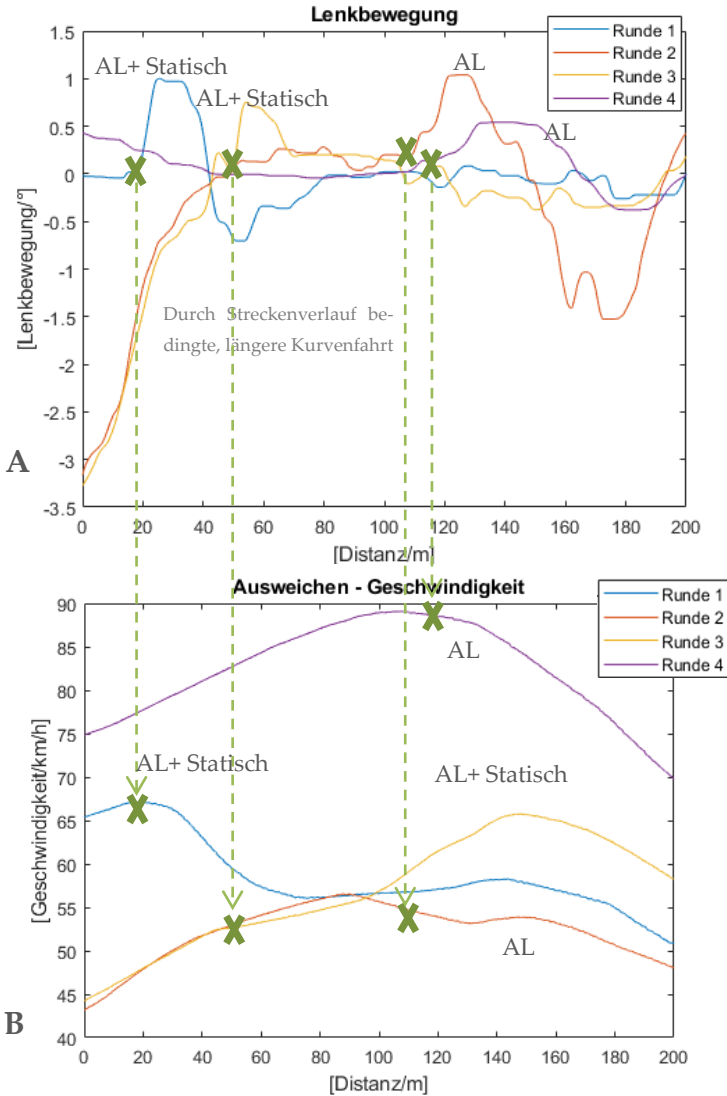 Lenkbewegung
Runde 1
Runde 2
Runde 3
Runde 4
AL+ Statisch
AL+ Statisch
AL
AL
Durch Streckenverlauf be-
dingte, längere Kurvenfahrt
[Lenkbewegung/°]
1.5
1
0.5
0
-0.5
-1
-1.5
-2
-2.5
-3
-3.5
A
0 20 40 60 80 100 120 140 160 180 200
[Distanz/m]
Ausweichen - Geschwindigkeit
Runde 1
Runde 2
Runde 3
Runde 4
AL
AL+ Statisch
AL+ Statisch
AL
[Geschwindigkeit/km/h]
90
85
80
75
70
65
60
55
50
45
40
B
0 20 40 60 80 100 120 140 160 180 200
[Distanz/m]